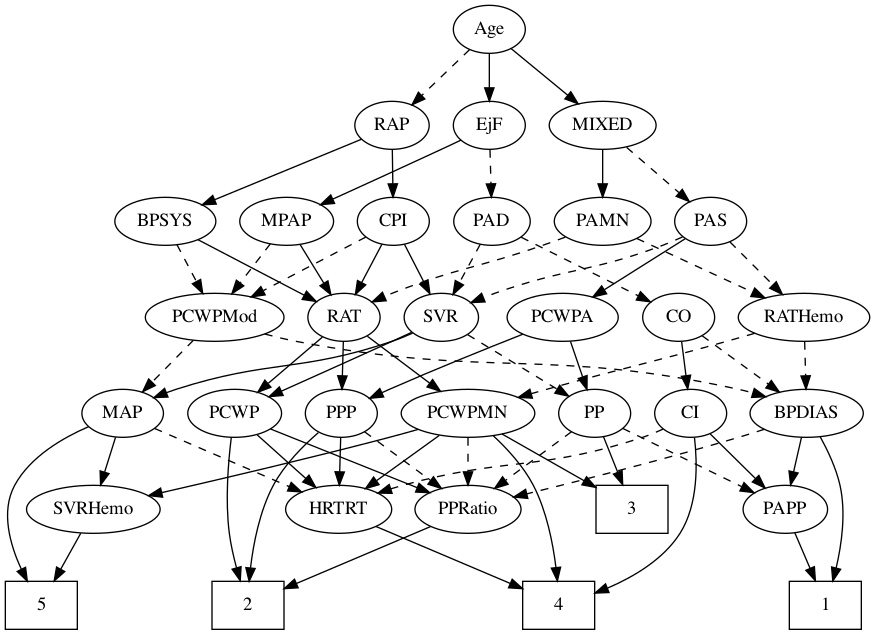 Age
RAP
EjF
MIXED
BPSYS
MPAP
CPI
PAD
PAMN
PAS
PCWPMod
RAT
SVR
PCWPA
CO
RATHemo
MAP
PCWP
PPP
PCWPMN
PP
CI
BPDIAS
SVRHemo
HRTRT
PPRatio
3
PAPP
5
2
4
1